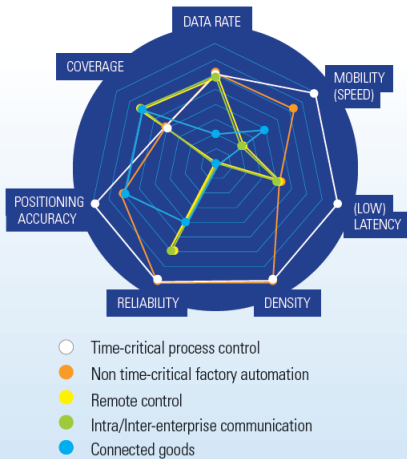 DATA RATE
COVERAGE
MOBILITY
(SPEED)
POSITIONING
ACCURACY
(LOW)
LATENCY
RELIABILITY
DENSITY
Time-critical process control
Non time-critical factory automation
Remote control
Intra/Inter-enterprise communication
Connected goods